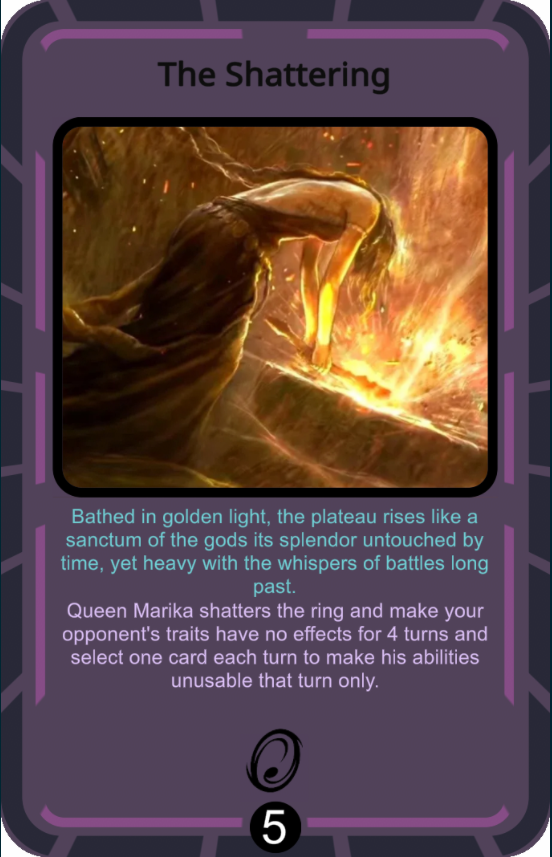 The Shattering
Bathed in golden light, the plateau rises like a
sanctum of the gods its splendor untouched by
time, yet heavy with the whispers of battles long
past.
Queen Marika shatters the ring and make your
opponent's traits have no effects for 4 turns and
select one card each turn to make his abilities
unusable that turn only.
5